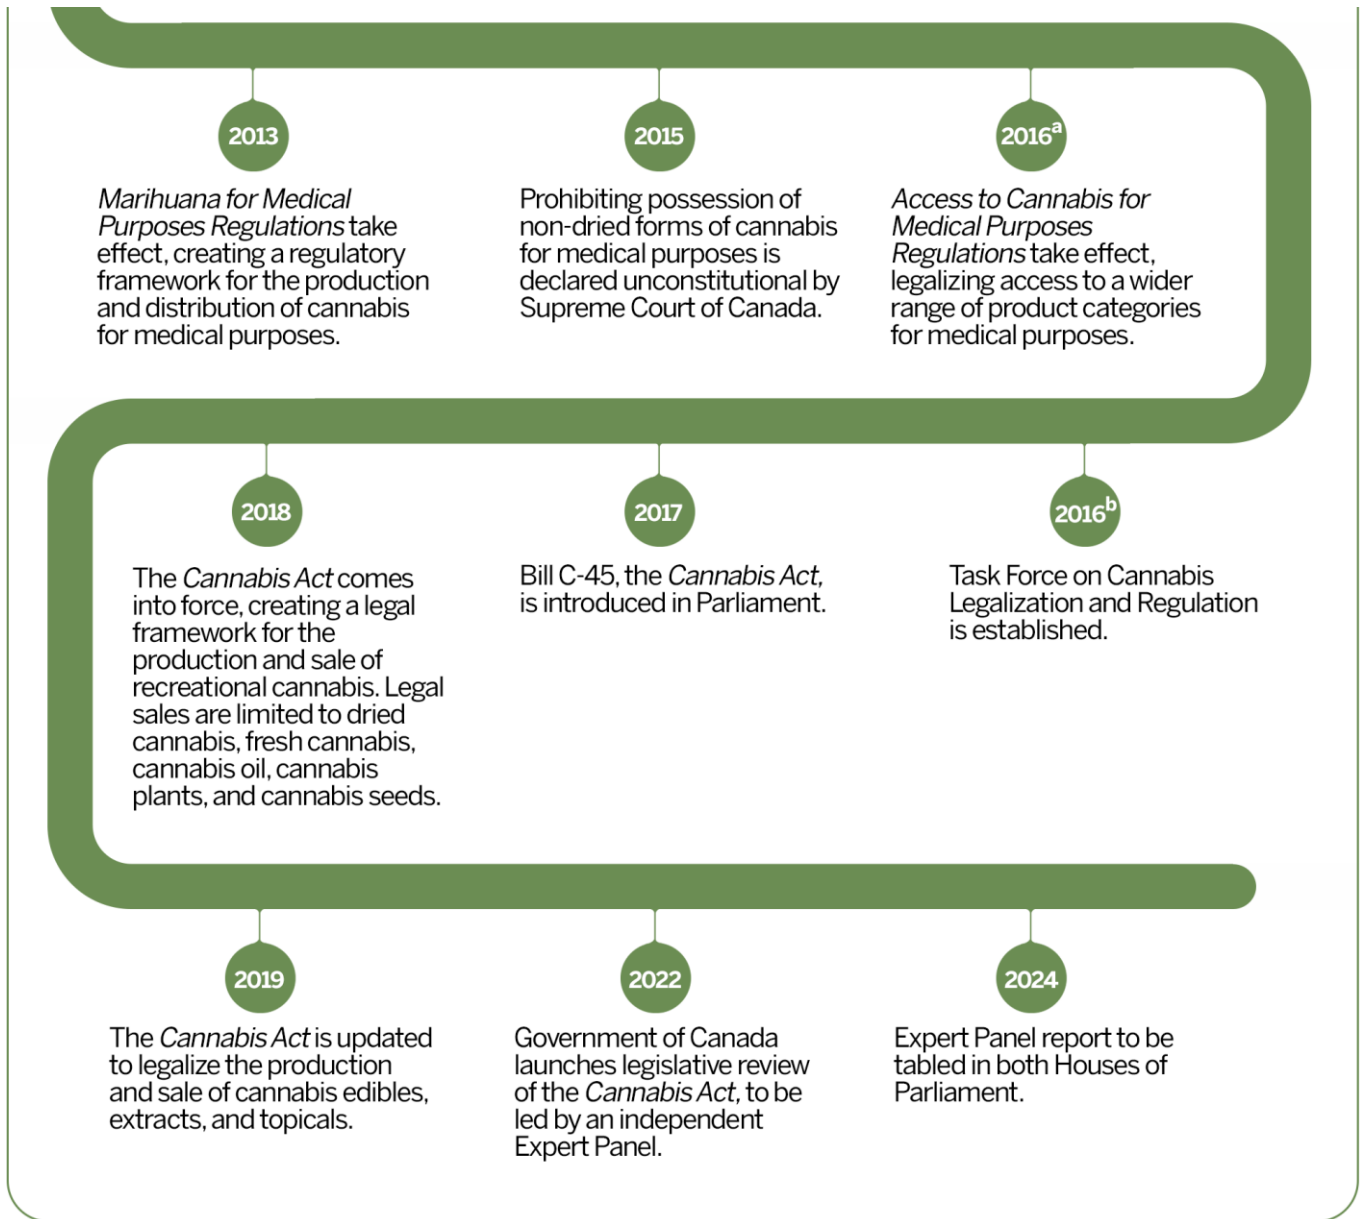 2013
Marihuana for Medical
Purposes Regulations take
effect, creating a regulatory
framework for the production
and distribution of cannabis
for medical purposes.
2015
Prohibiting possession of
non-dried forms of cannabis
for medical purposes is
declared unconstitutional by
Supreme Court of Canada.
2016a
Access to Cannabis for
Medical Purposes
Regulations take effect,
legalizing access to a wider
range of product categories
for medical purposes.
2016b
Task Force on Cannabis
Legalization and Regulation
is established.
2017
Bill C-45, the Cannabis Act,
is introduced in Parliament.
2018
The Cannabis Act comes
into force, creating a legal
framework for the
production and sale of
recreational cannabis. Legal
sales are limited to dried
cannabis, fresh cannabis,
cannabis oil, cannabis
plants, and cannabis seeds.
2019
The Cannabis Act is updated
to legalize the production
and sale of cannabis edibles,
extracts, and topicals.
2022
Government of Canada
launches legislative review
of the Cannabis Act, to be
led by an independent
Expert Panel.
2024
Expert Panel report to be
tabled in both Houses of
Parliament.